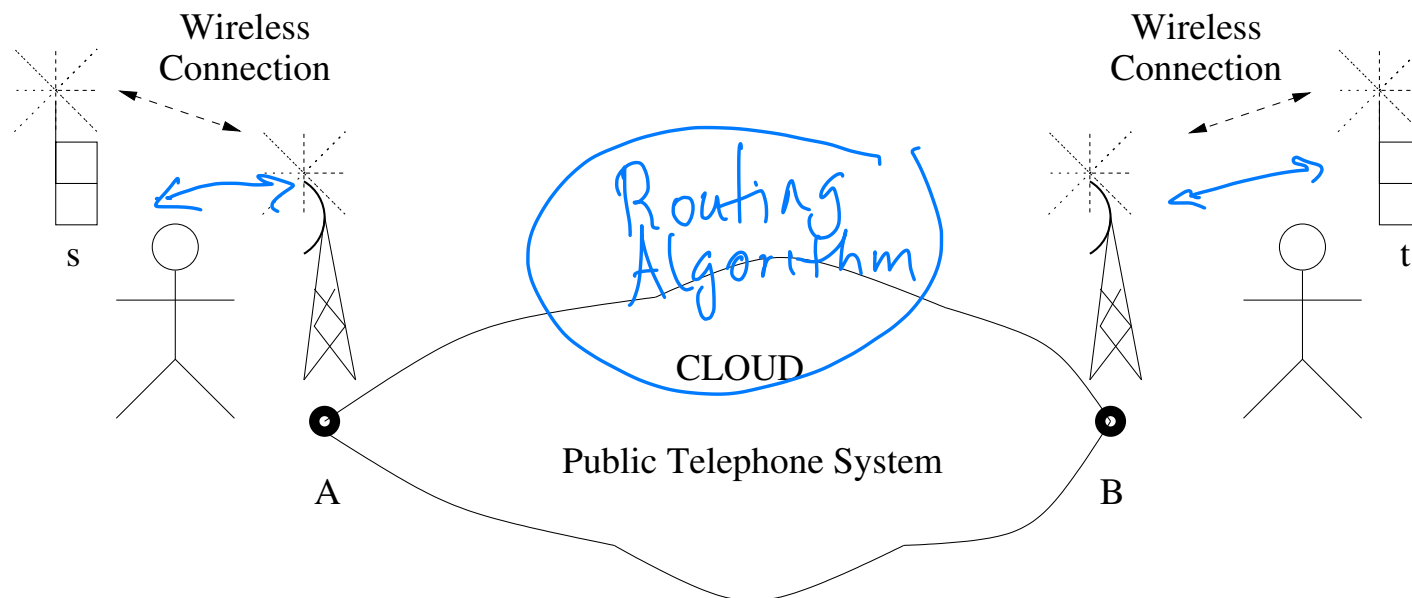 Wireless
Connection
Wireless
Connection
Routing
Algorithm
s
t
CLOUD
Public Telephone System
A
B